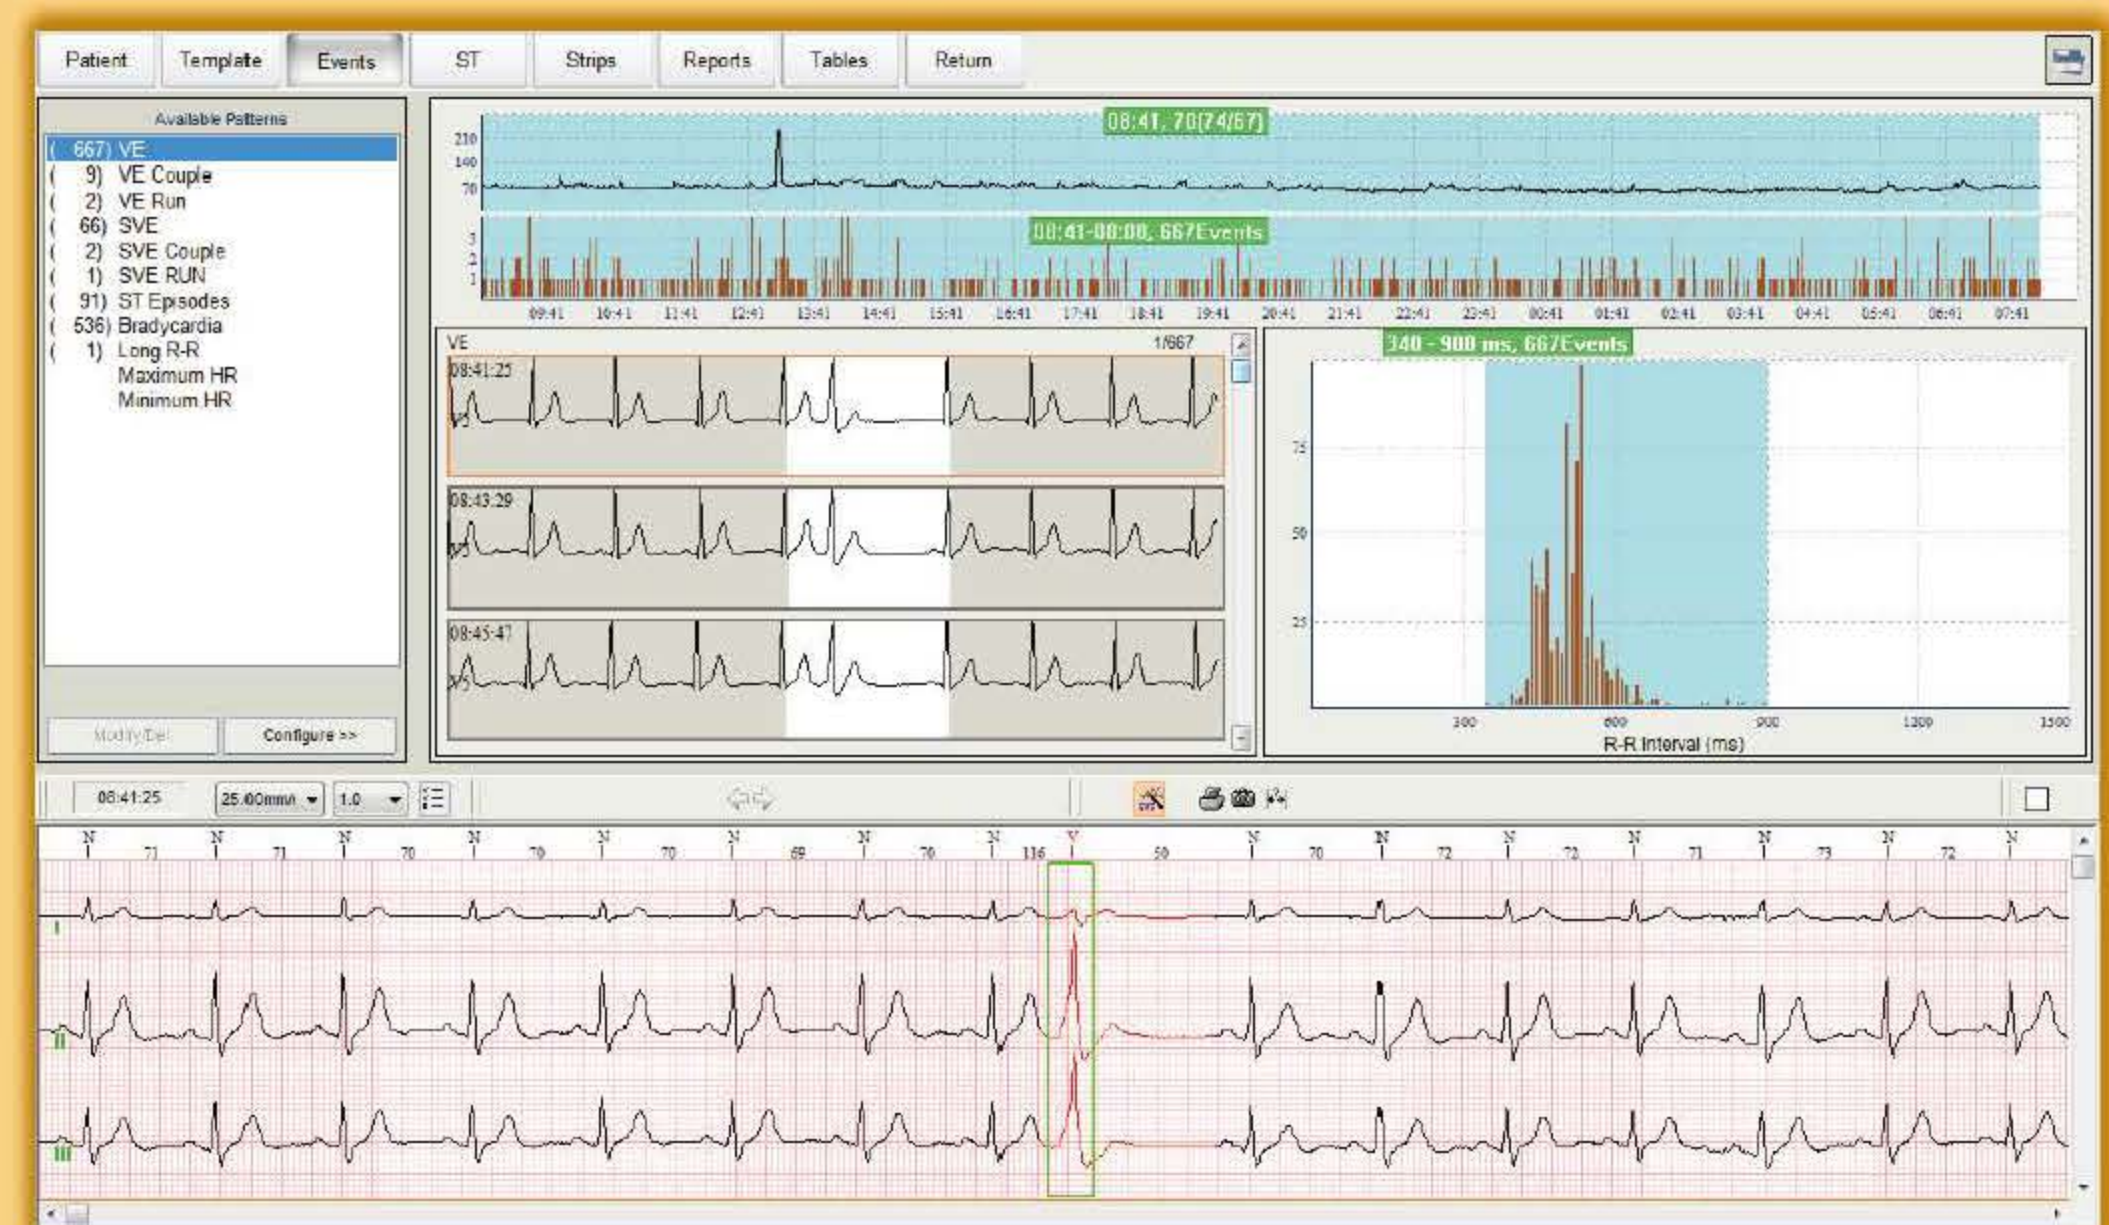 Patient Template Events ST Strips Reports Tables Return
Available Patterns
( 667) VE
( 9) VE Couple
( 2) VE Run
( 66) SVE
( 2) SVE Couple
( 1) SVE RUN
( 91) ST Episodes
( 536) Bradycardia
( 1) Long R-R
Maximum HR
Minimum HR
Configure >>
08:41, 70(74/67)
210
140
70
08:41-08:08, 667Events
3
2
1
09:41 10:41 11:41 12:41 13:41 14:41 15:41 16:41 17:41 18:41 19:41 20:41 21:41 22:41 23:41 00:41 01:41 02:41 03:41 04:41 05:41 06:41 07:41
VE 1/667
08:41:25
08:43:29
08:45:47
340 - 900 ms, 667Events
75
50
25
300 600 900 1200 1500
R-R Interval (ms)
08:41:25 25.00mm/ 1.0
N N N N N N N N V N N N N N N N
71 71 70 70 70 69 70 116 50 70 72 72 71 73 72
I
II
III